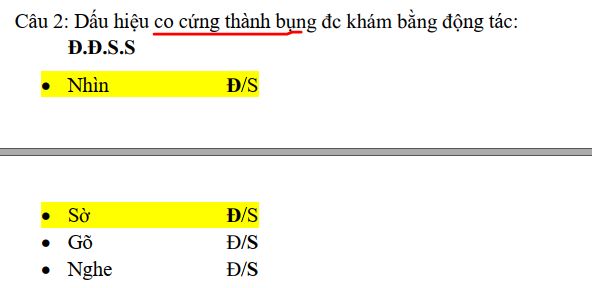 Câu 2: Dấu hiệu co cứng thành bụng đc khám bằng động tác:
Đ.Đ.S.S
• Nhìn Đ/S
• Sờ Đ/S
• Gõ Đ/S
• Nghe Đ/S